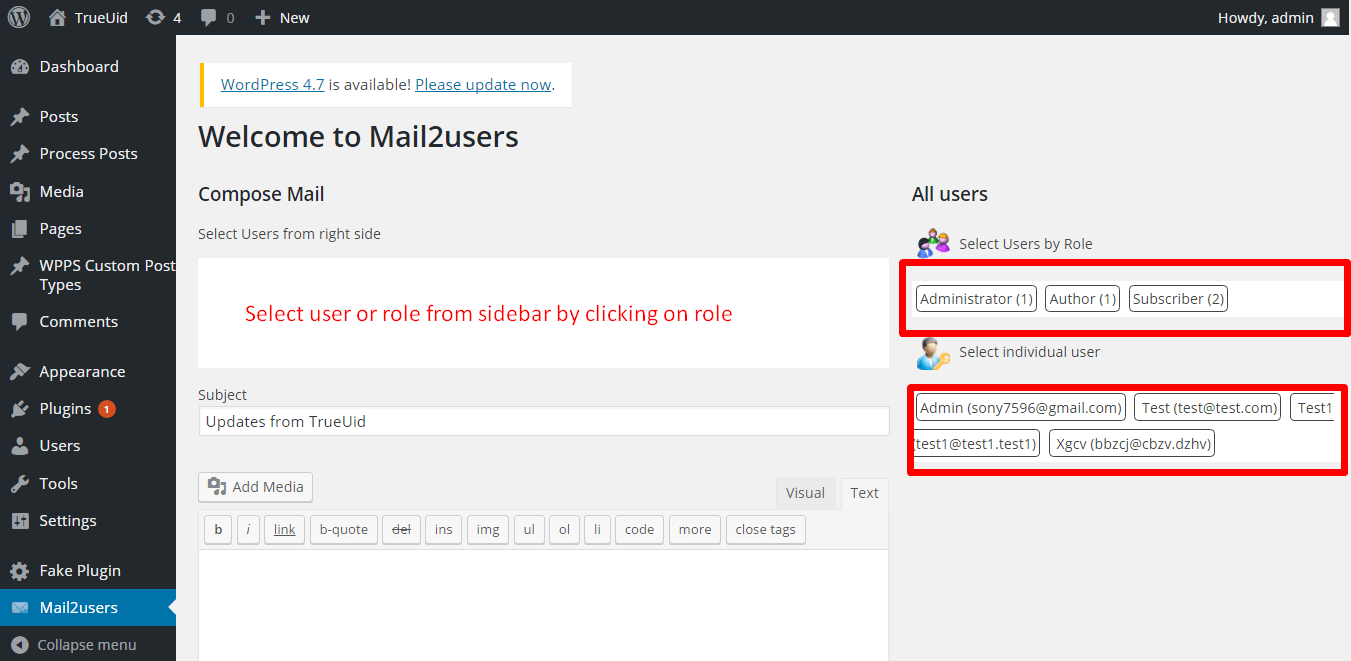 TrueUid 4 0 New Howdy, admin
Dashboard
Posts
Process Posts
Media
Pages
WPPS Custom Post
Types
Comments
Appearance
Plugins 1
Users
Tools
Settings
Fake Plugin
Mail2users
Collapse menu
WordPress 4.7 is available! Please update now.
Welcome to Mail2users
Compose Mail
Select Users from right side
Select user or role from sidebar by clicking on role
Subject
Updates from TrueUid
Add Media
Visual Text
b i link b-quote del ins img ul ol li code more close tags
All users
Select Users by Role
Administrator (1) Author (1) Subscriber (2)
Select individual user
Admin (sony7596@gmail.com) Test (test@test.com) Test1
(test1@test1.test1) Xgcv (bbzcj@cbzv.dzhv)